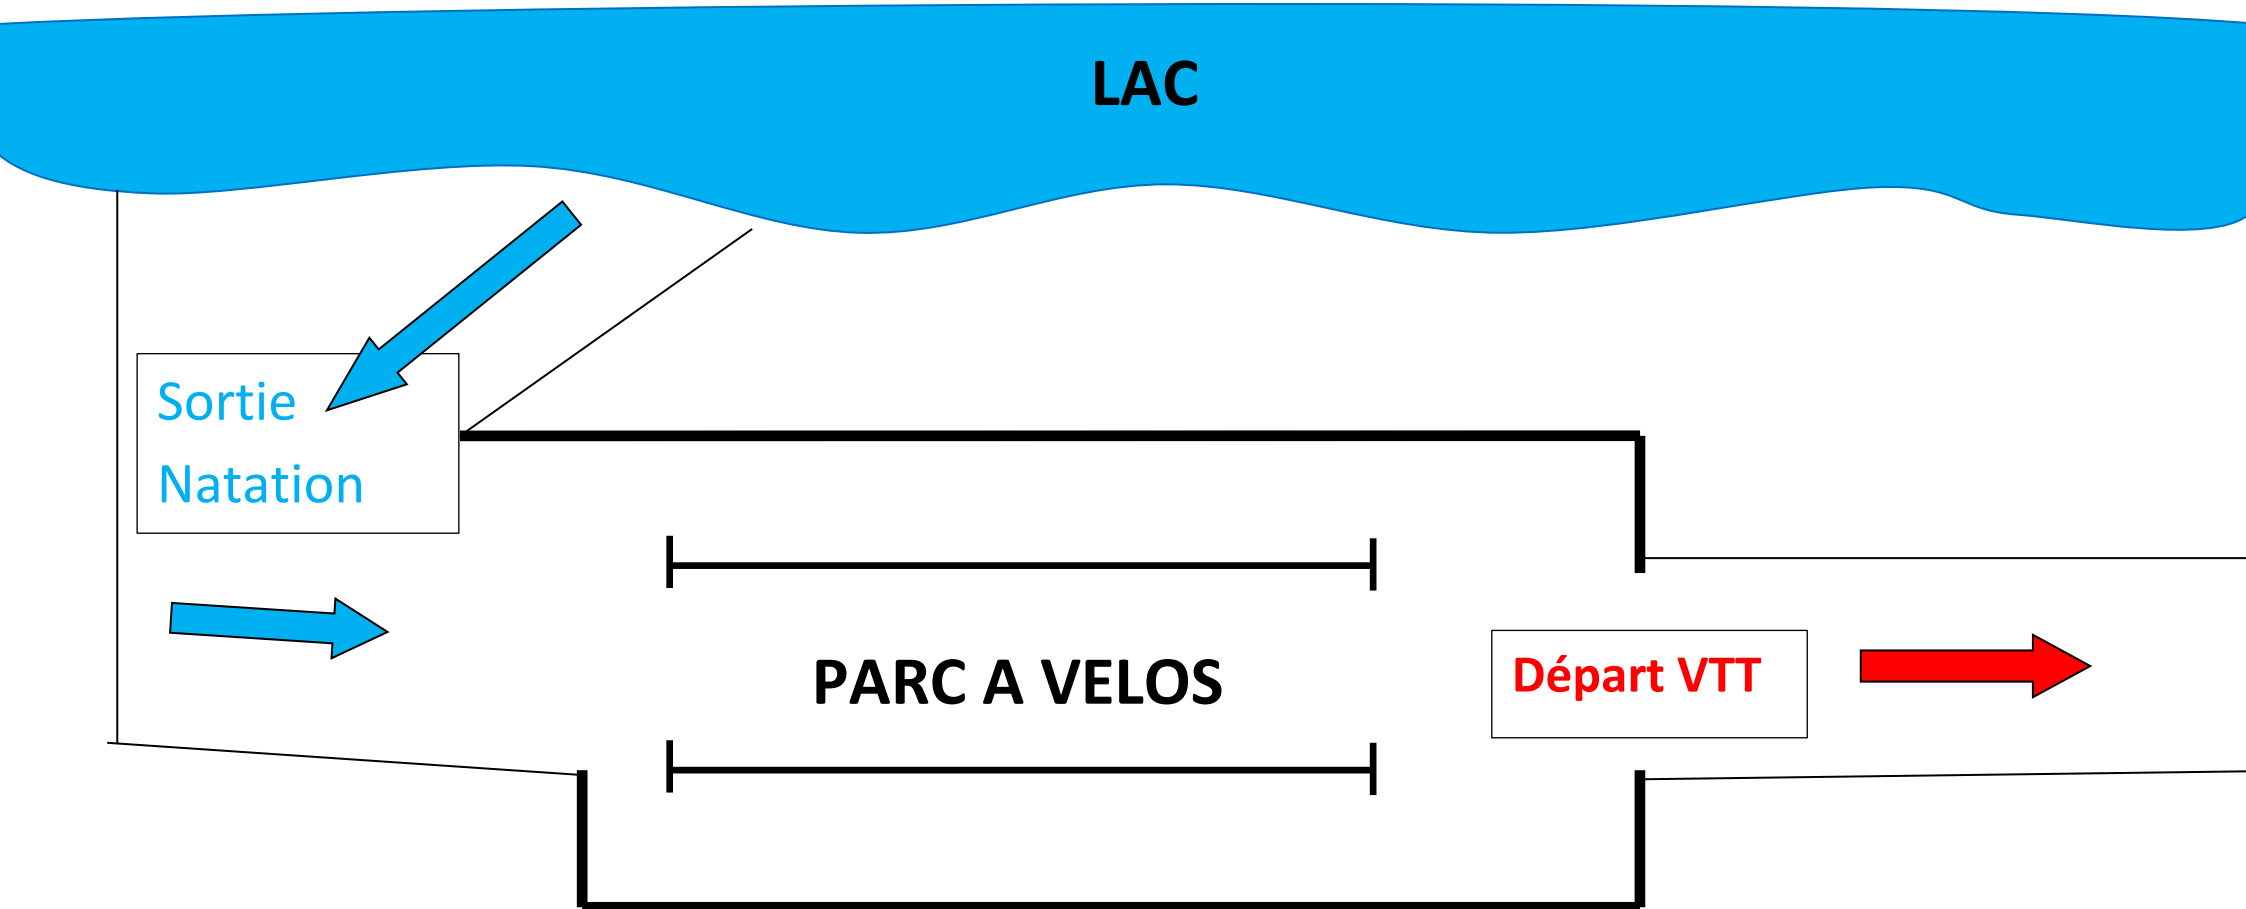 LAC
Sortie
Natation
PARC A VELOS
Départ VTT